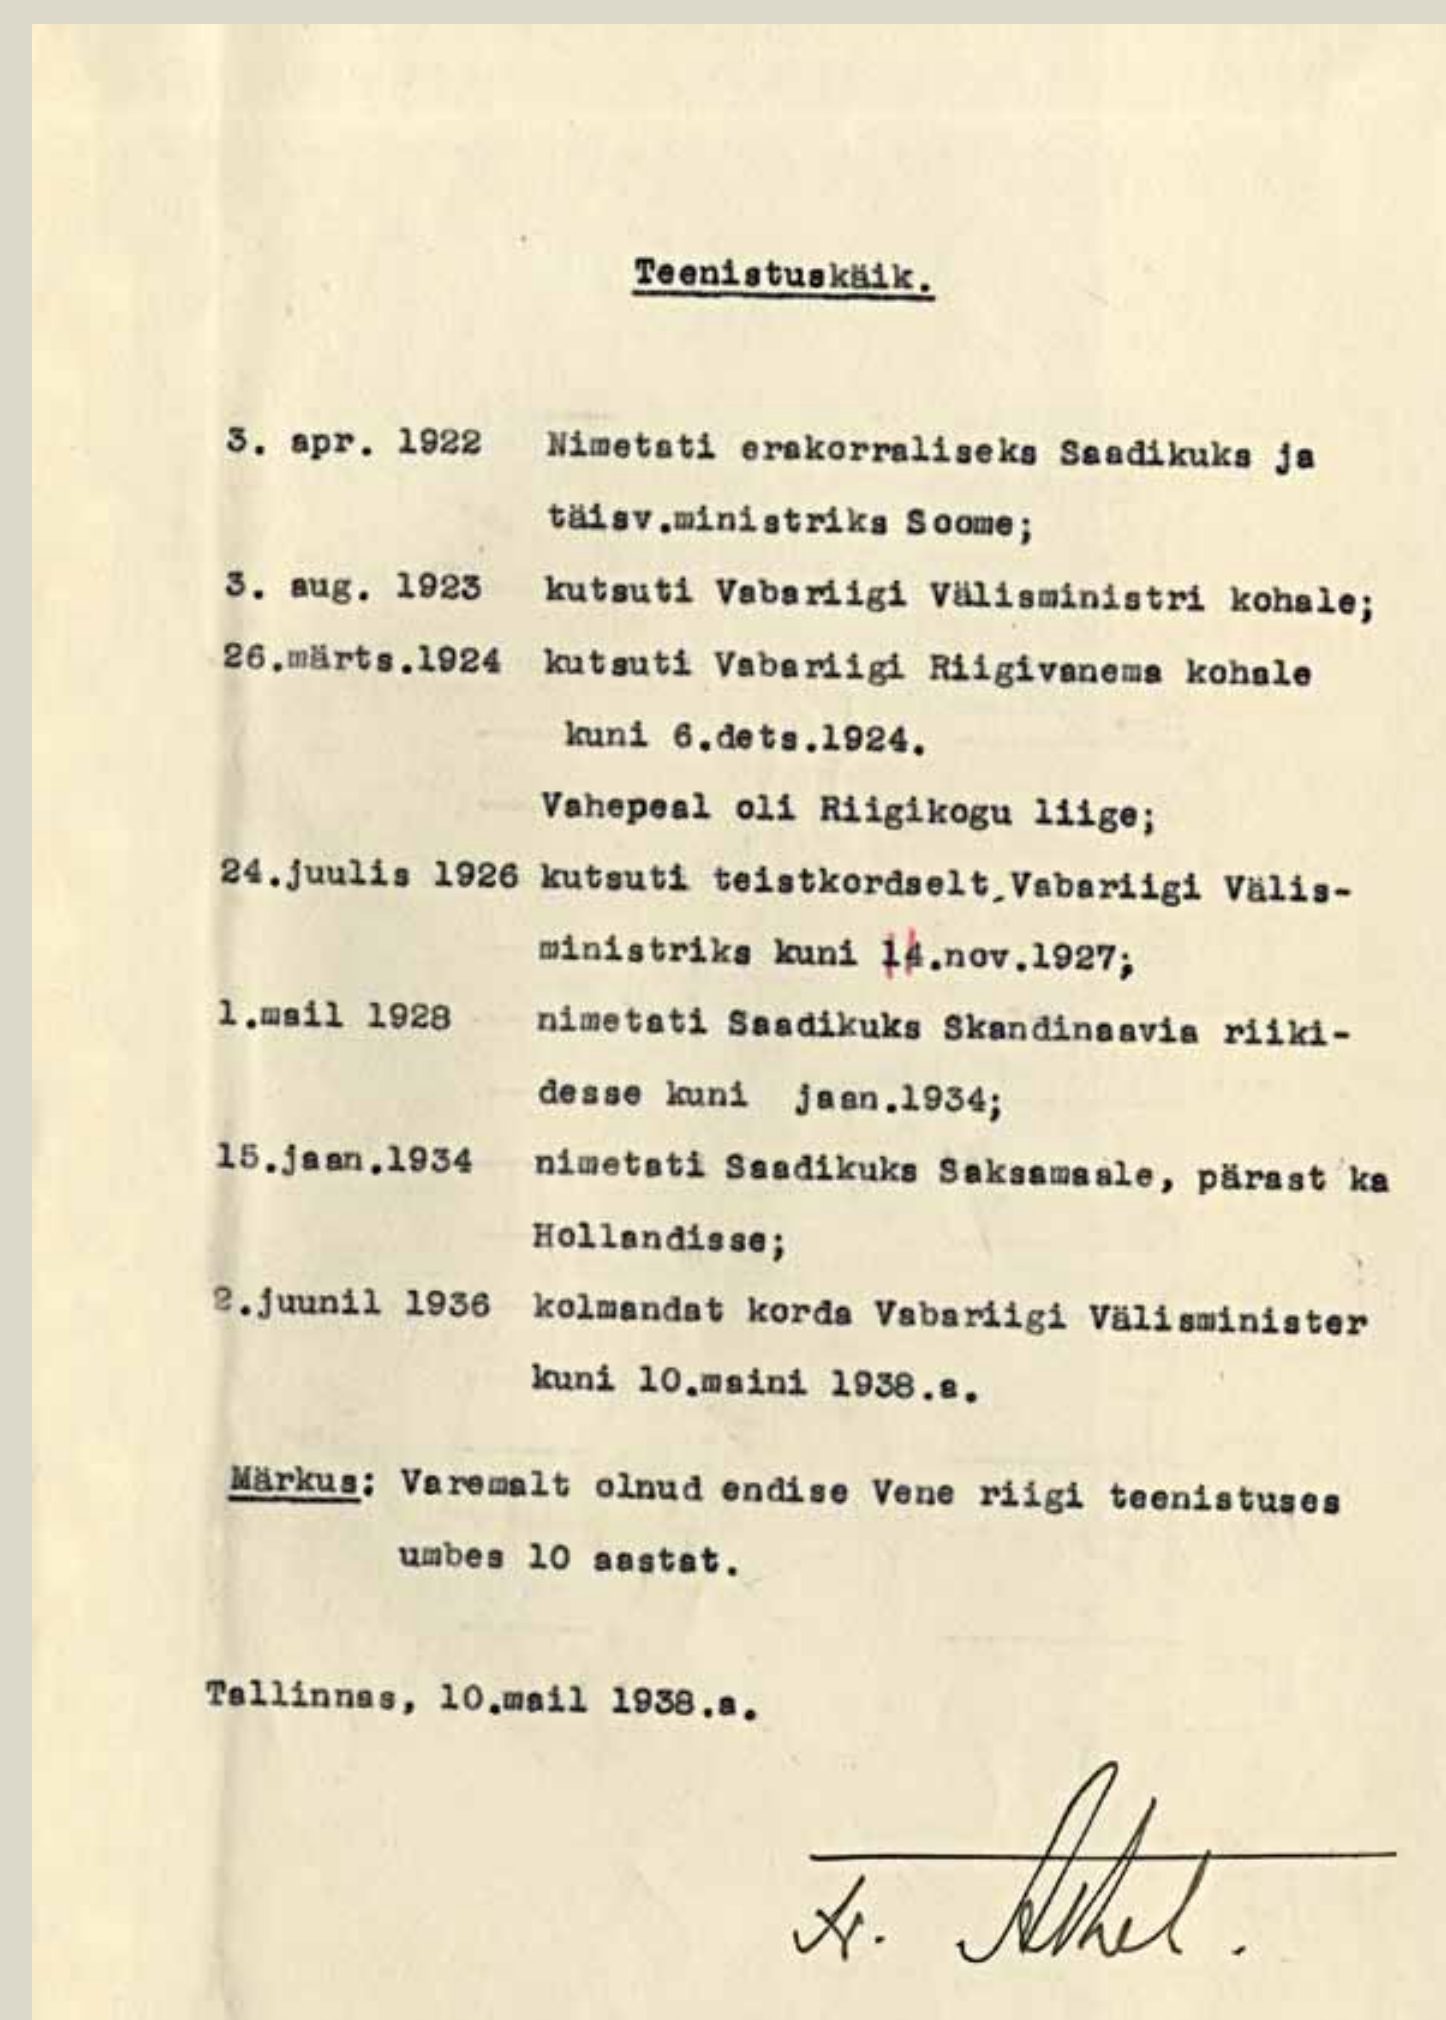 Teenistuskäik.
3. apr. 1922 Nimetati erakorraliseks Saadikuks ja
täisv.ministriks Soome;
3. aug. 1923 kutsuti Vabariigi Välisministri kohale;
26.märts.1924 kutsuti Vabariigi Riigivanema kohale
kuni 6.dets.1924.
Vahepeal oli Riigikogu liige;
24.juulis 1926 kutsuti teistkordselt Vabariigi Välis-
ministriks kuni 14.nov.1927;
1.mail 1928 nimetati Saadikuks Skandinaavia riiki-
desse kuni jaan.1934;
15.jaan.1934 nimetati Saadikuks Saksamaale, pärast ka
Hollandisse;
2.juunil 1936 kolmandat korda Vabariigi Välisminister
kuni 10.maini 1938.a.
Märkus: Varemalt olnud endise Vene riigi teenistuses
umbes 10 aastat.
Tallinnas, 10.mail 1938.a.
Fr. Akel.